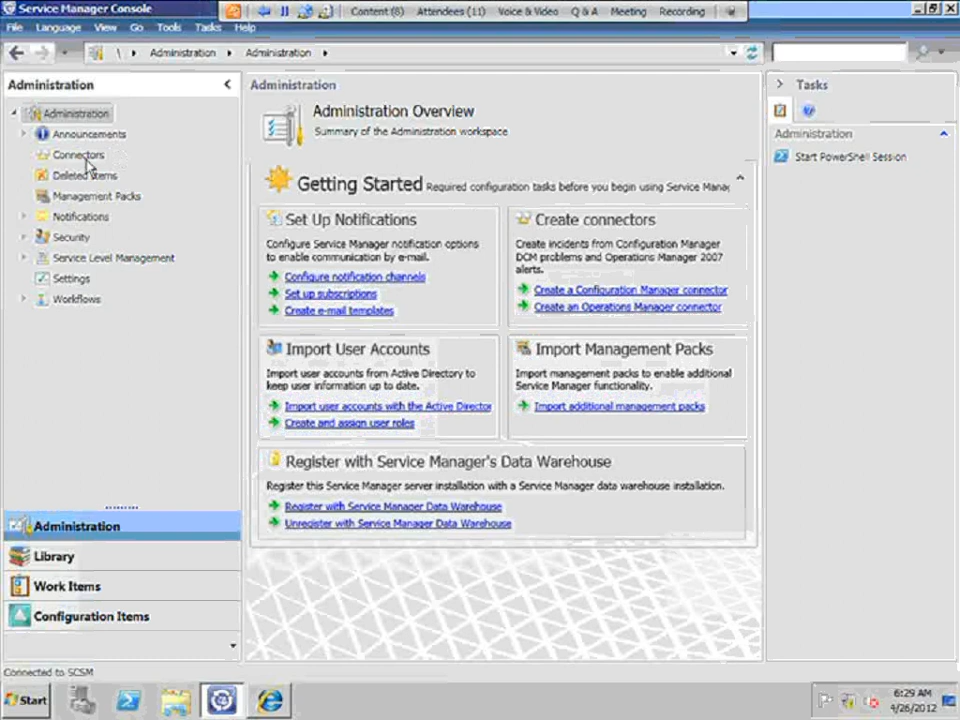 Service Manager Console
Content (8) Attendees (11) Voice & Video Q & A Meeting Recording
File Language View Go Tools Tasks Help
\ Administration Administration
Administration
Administration
Announcements
Connectors
Deleted Items
Management Packs
Notifications
Security
Service Level Management
Settings
Workflows
Administration
Library
Work Items
Configuration Items
Administration
Administration Overview
Summary of the Administration workspace
Getting Started Required configuration tasks before you begin using Service Manag
Set Up Notifications
Configure Service Manager notification options
to enable communication by e-mail.
Configure notification channels
Set up subscriptions
Create e-mail templates
Create connectors
Create incidents from Configuration Manager
DCM problems and Operations Manager 2007
alerts.
Create a Configuration Manager connector
Create an Operations Manager connector
Import User Accounts
Import user accounts from Active Directory to
keep user information up to date.
Import user accounts with the Active Director
Create and assign user roles
Import Management Packs
Import management packs to enable additional
Service Manager functionality.
Import additional management packs
Register with Service Manager's Data Warehouse
Register this Service Manager server installation with a Service Manager data warehouse installation.
Register with Service Manager Data Warehouse
Unregister with Service Manager Data Warehouse
Tasks
Administration
Start PowerShell Session
Connected to SCSM
Start
6:29 AM
4/26/2012